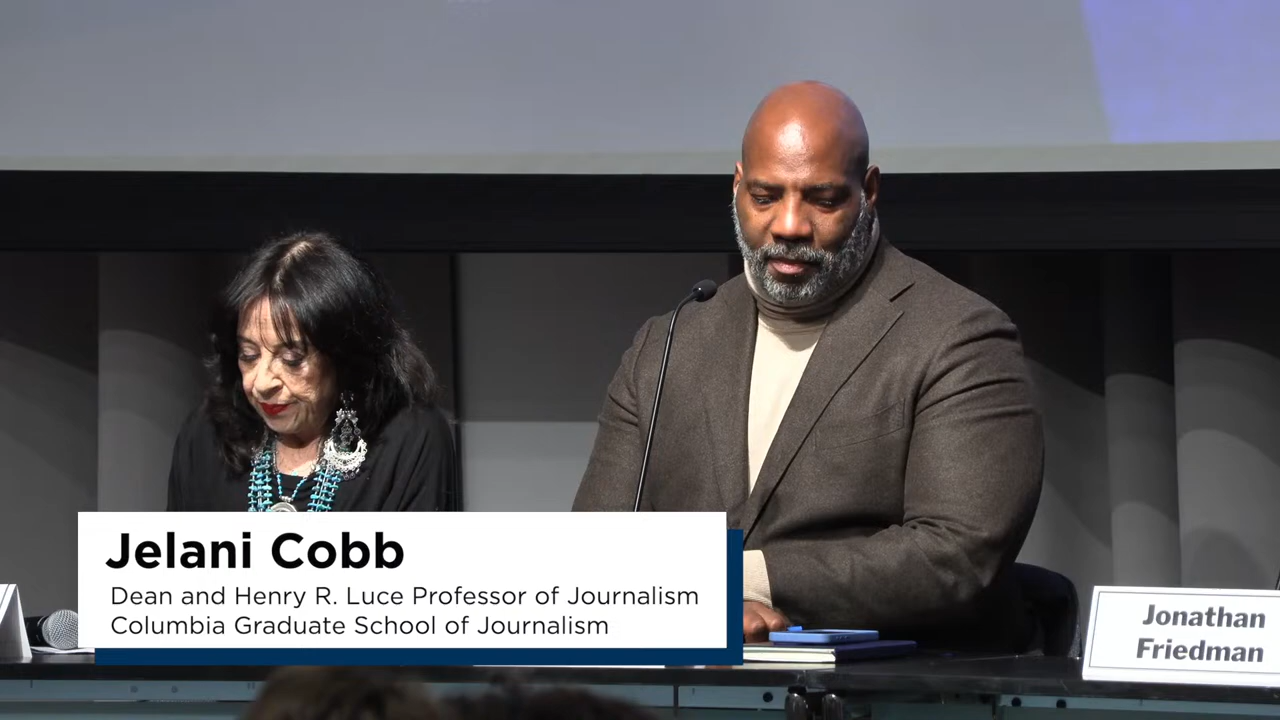 Jelani Cobb
Dean and Henry R. Luce Professor of Journalism
Columbia Graduate School of Journalism
Jonathan
Friedman